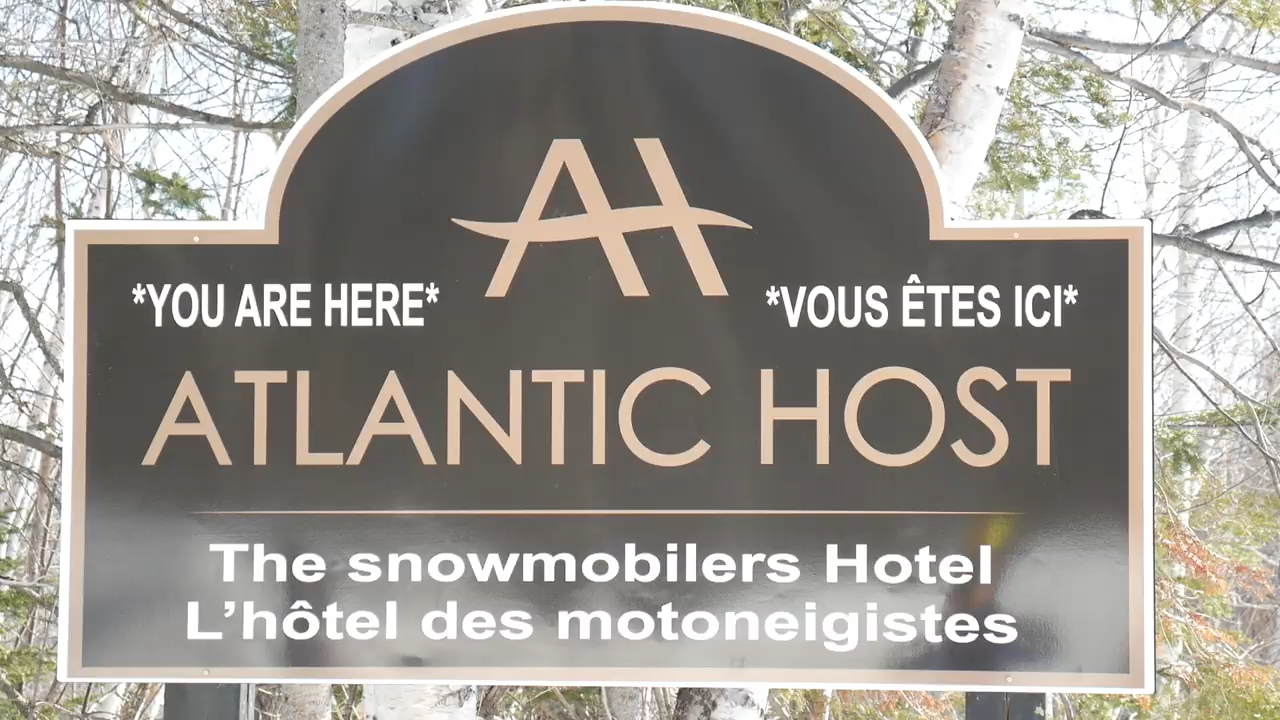 AH
*YOU ARE HERE* *VOUS ÊTES ICI*
ATLANTIC HOST
The snowmobilers Hotel
L’hôtel des motoneigistes